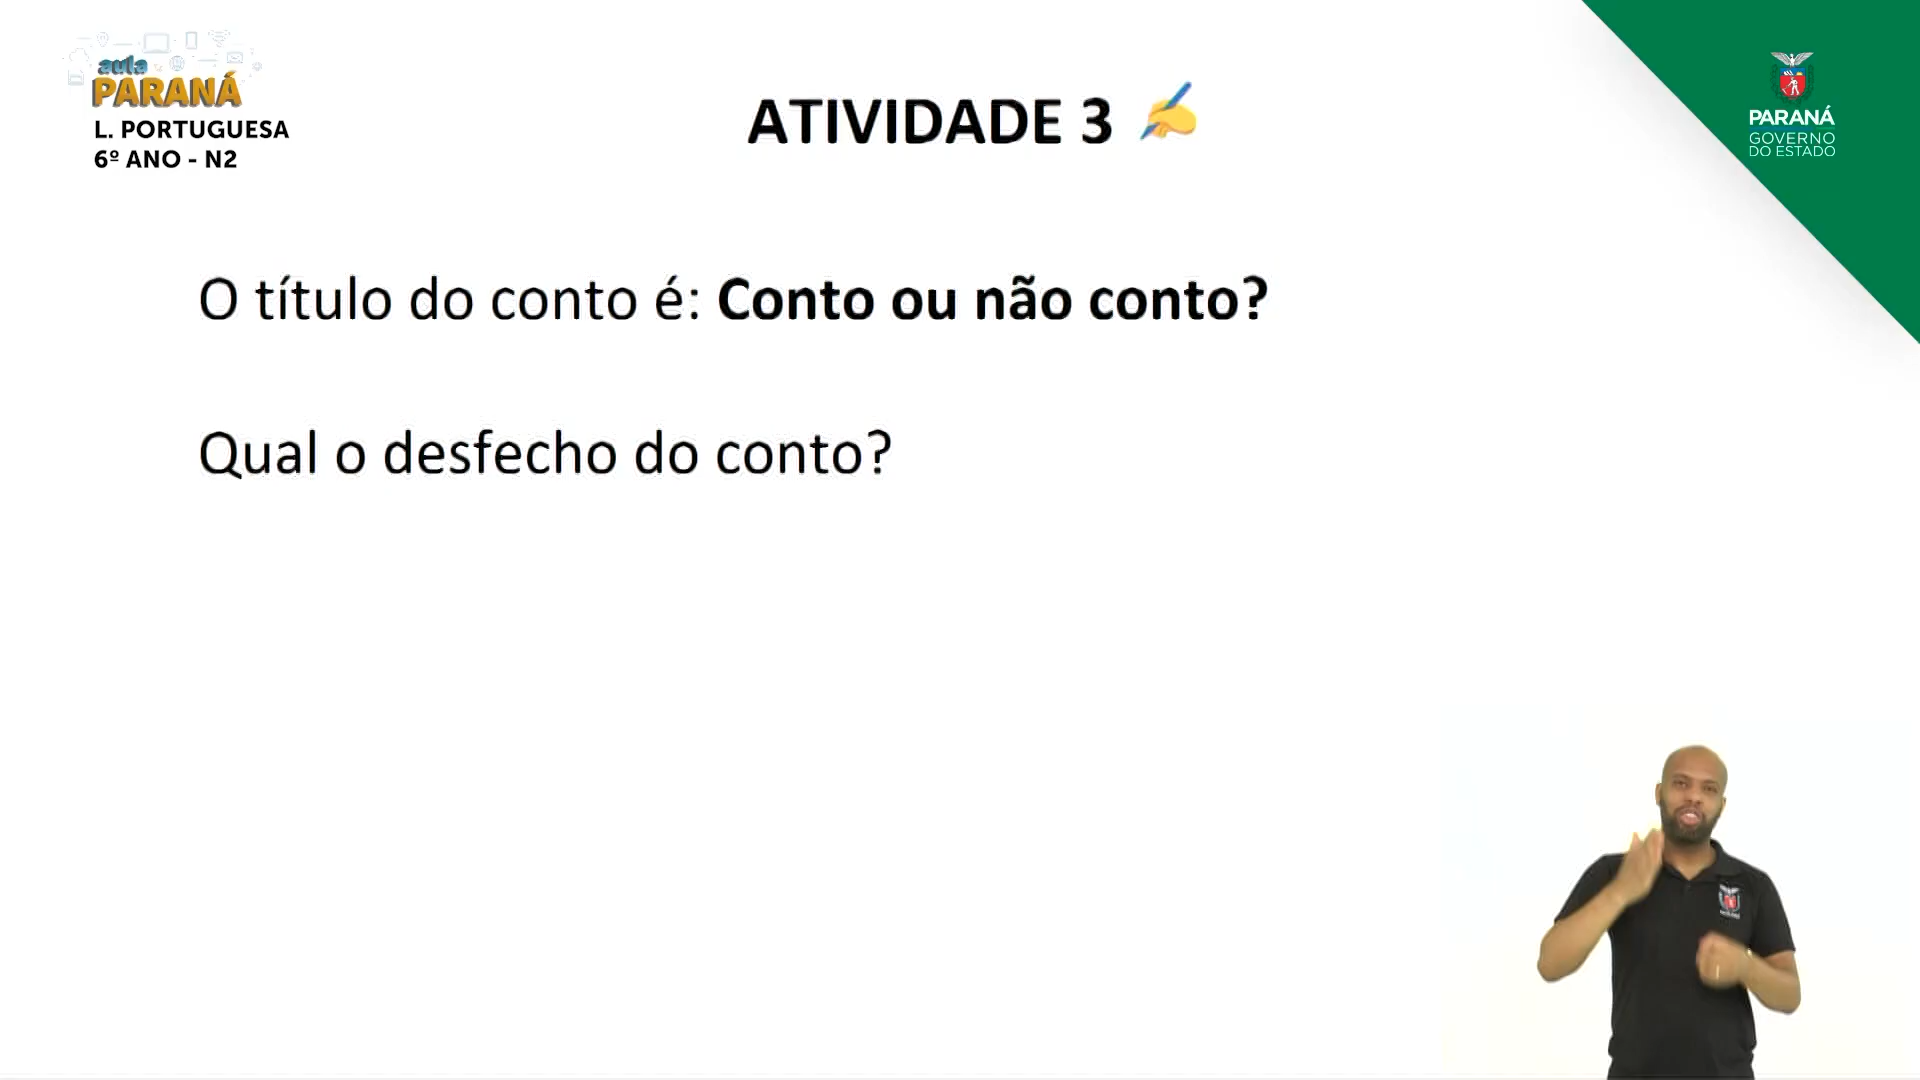 aula
PARANÁ
L. PORTUGUESA
6º ANO - N2
ATIVIDADE 3
PARANÁ
GOVERNO
DO ESTADO
O título do conto é: Conto ou não conto?
Qual o desfecho do conto?